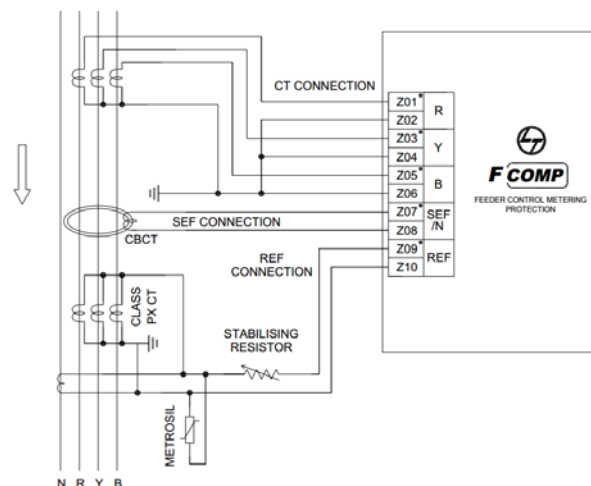 CT CONNECTION
Z01*
Z02
R
Z03*
Z04
Y
Z05*
Z06
B
Z07*
Z08
SEF
/N
Z09*
Z10
REF
F COMP
FEEDER CONTROL METERING
PROTECTION
SEF CONNECTION
CBCT
REF
CONNECTION
CLASS
PX CT
STABILISING
RESISTOR
METROSIL
N R Y B